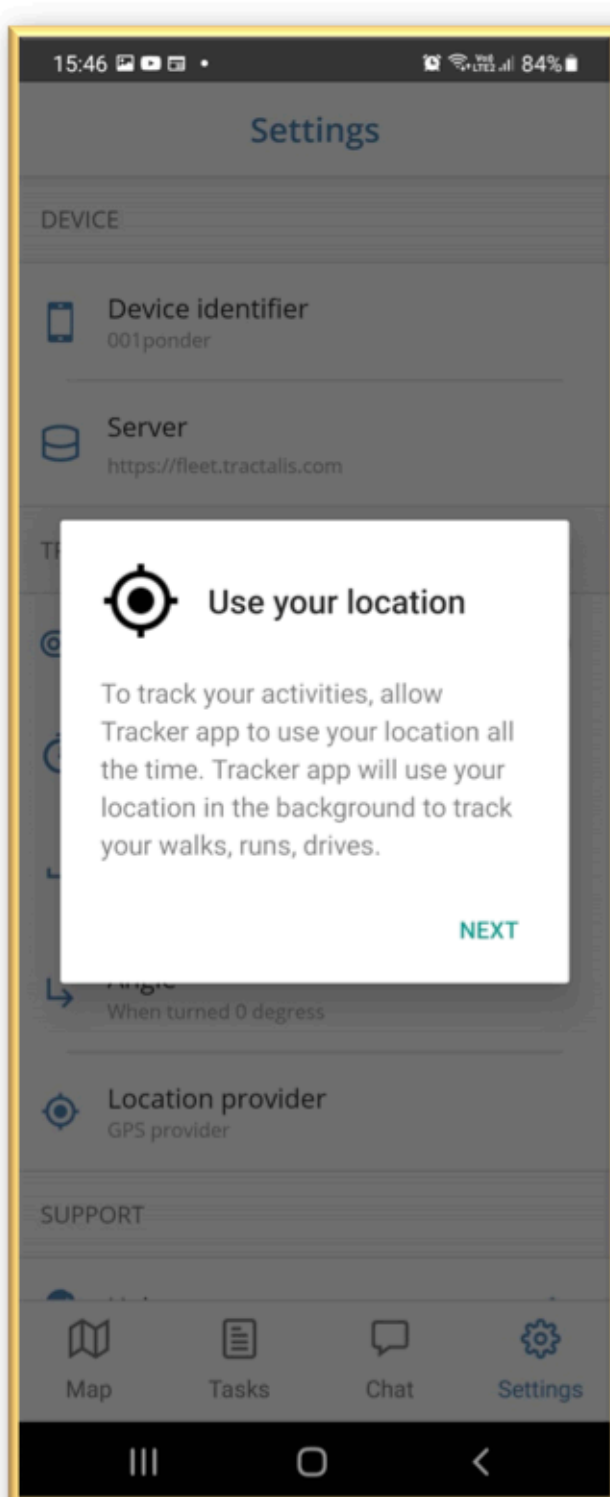 15:46
84%
Settings
DEVICE
Device identifier
001ponder
Server
https://fleet.tractalis.com
Use your location
To track your activities, allow
Tracker app to use your location all
the time. Tracker app will use your
location in the background to track
your walks, runs, drives.
NEXT
Angle
When turned 0 degress
Location provider
GPS provider
SUPPORT
Map Tasks Chat Settings